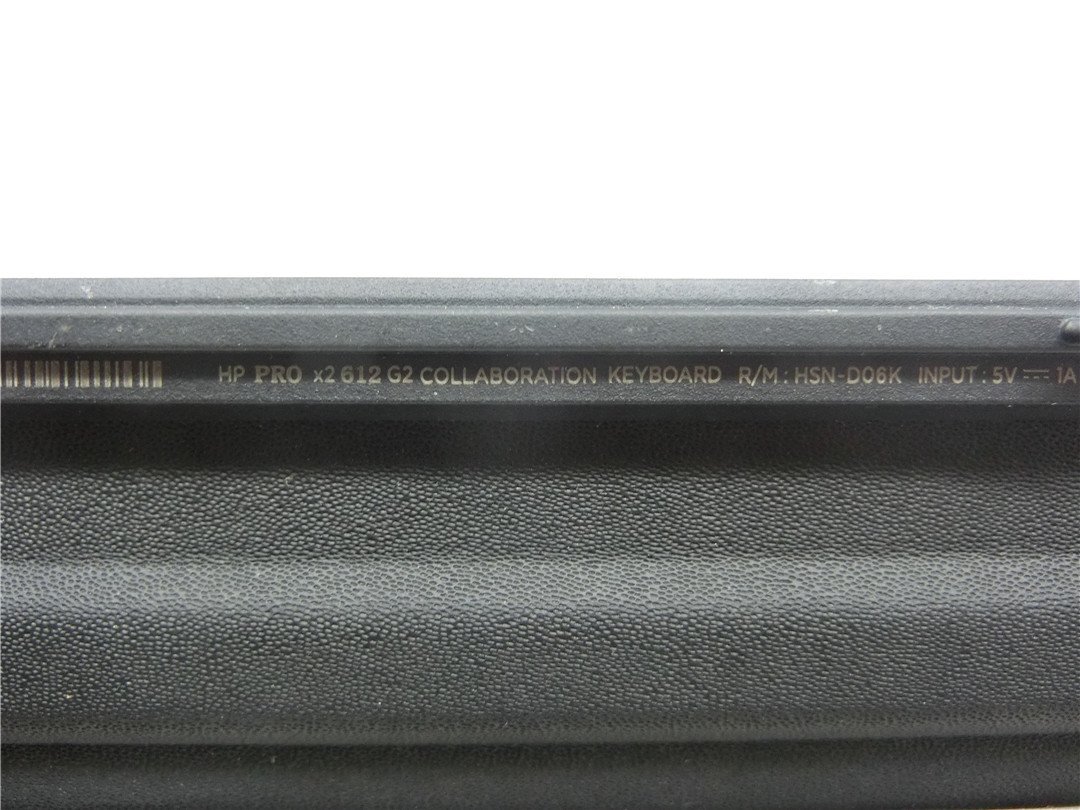 HP PRO x2 612 G2 COLLABORATION KEYBOARD R/M: HSN-D06K INPUT: 5V ⎓ 1A